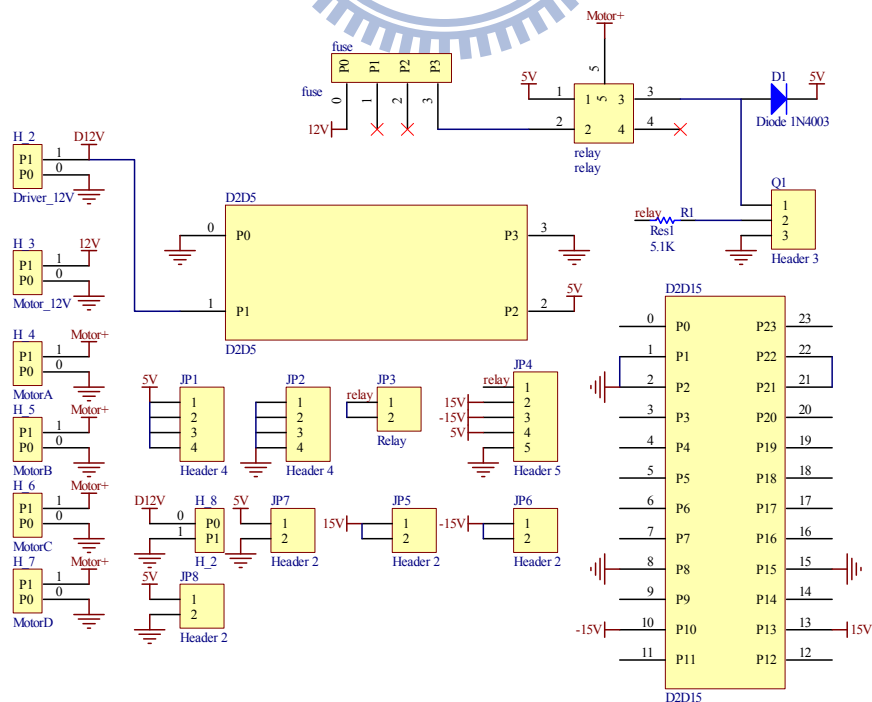 Motor+
fuse
P0 P1 P2 P3
fuse
0 1 2 3
12V
5
5V
1
2
1 5 3
2 4
3
4
relay
relay
D1
5V
Diode 1N4003
Q1
1
2
3
Header 3
relay
R1
Res1
5.1K
H_2
D12V
P1 1
P0 0
Driver_12V
H_3
12V
P1 1
P0 0
Motor_12V
H_4
Motor+
P1 1
P0 0
MotorA
H_5
Motor+
P1 1
P0 0
MotorB
H_6
Motor+
P1 1
P0 0
MotorC
H_7
Motor+
P1 1
P0 0
MotorD
D2D5
0 P0 P3 3
1 P1 P2 2
5V
D2D5
5V
JP1
1
2
3
4
Header 4
JP2
1
2
3
4
Header 4
JP3
relay
1
2
Relay
JP4
relay
15V
-15V
5V
1
2
3
4
5
Header 5
D12V
H_8
0 P0
1 P1
H_2
5V
JP7
1
2
Header 2
JP5
15V
1
2
Header 2
JP6
-15V
1
2
Header 2
5V
JP8
1
2
Header 2
D2D15
0 P0 P23 23
1 P1 P22 22
2 P2 P21 21
3 P3 P20 20
4 P4 P19 19
5 P5 P18 18
6 P6 P17 17
7 P7 P16 16
8 P8 P15 15
9 P9 P14 14
-15V 10 P10 P13 13 15V
11 P11 P12 12
D2D15